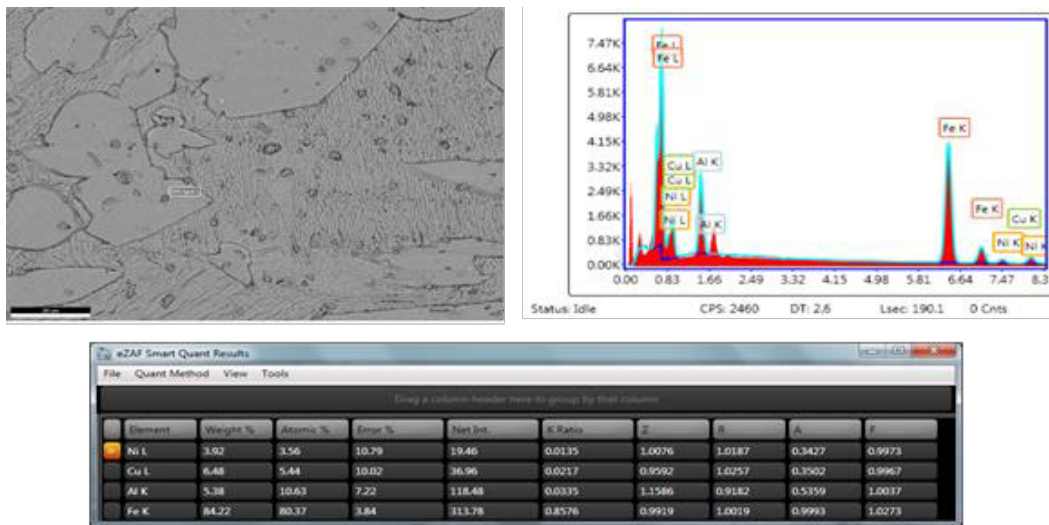 7.47K
6.64K
5.81K
4.98K
4.15K
3.32K
2.49K
1.66K
0.83K
0.00K
Fe L
Fe L
Cu L
Cu L
Ni L
Ni L
Al K
Al K
Fe K
Fe K
Cu K
Ni K
Ni K
0.00 0.83 1.66 2.49 3.32 4.15 4.98 5.81 6.64 7.47 8.3
Status: Idle CPS: 2460 DT: 2.6 Lsec: 190.1 0 Cnts
eZAF Smart Quant Results
File Quant Method View Tools
Drag a column header here to group by that column
Element Weight % Atomic % Error % Net Int. K Ratio Z R A F
Ni L 3.92 3.56 10.79 19.46 0.0135 1.0076 1.0187 0.3427 0.9973
Cu L 6.48 5.44 10.02 36.96 0.0217 0.9592 1.0257 0.3502 0.9967
Al K 5.38 10.63 7.22 118.48 0.0335 1.1586 0.9182 0.5359 1.0037
Fe K 84.22 80.37 3.84 313.78 0.8576 0.9919 1.0019 0.9993 1.0273